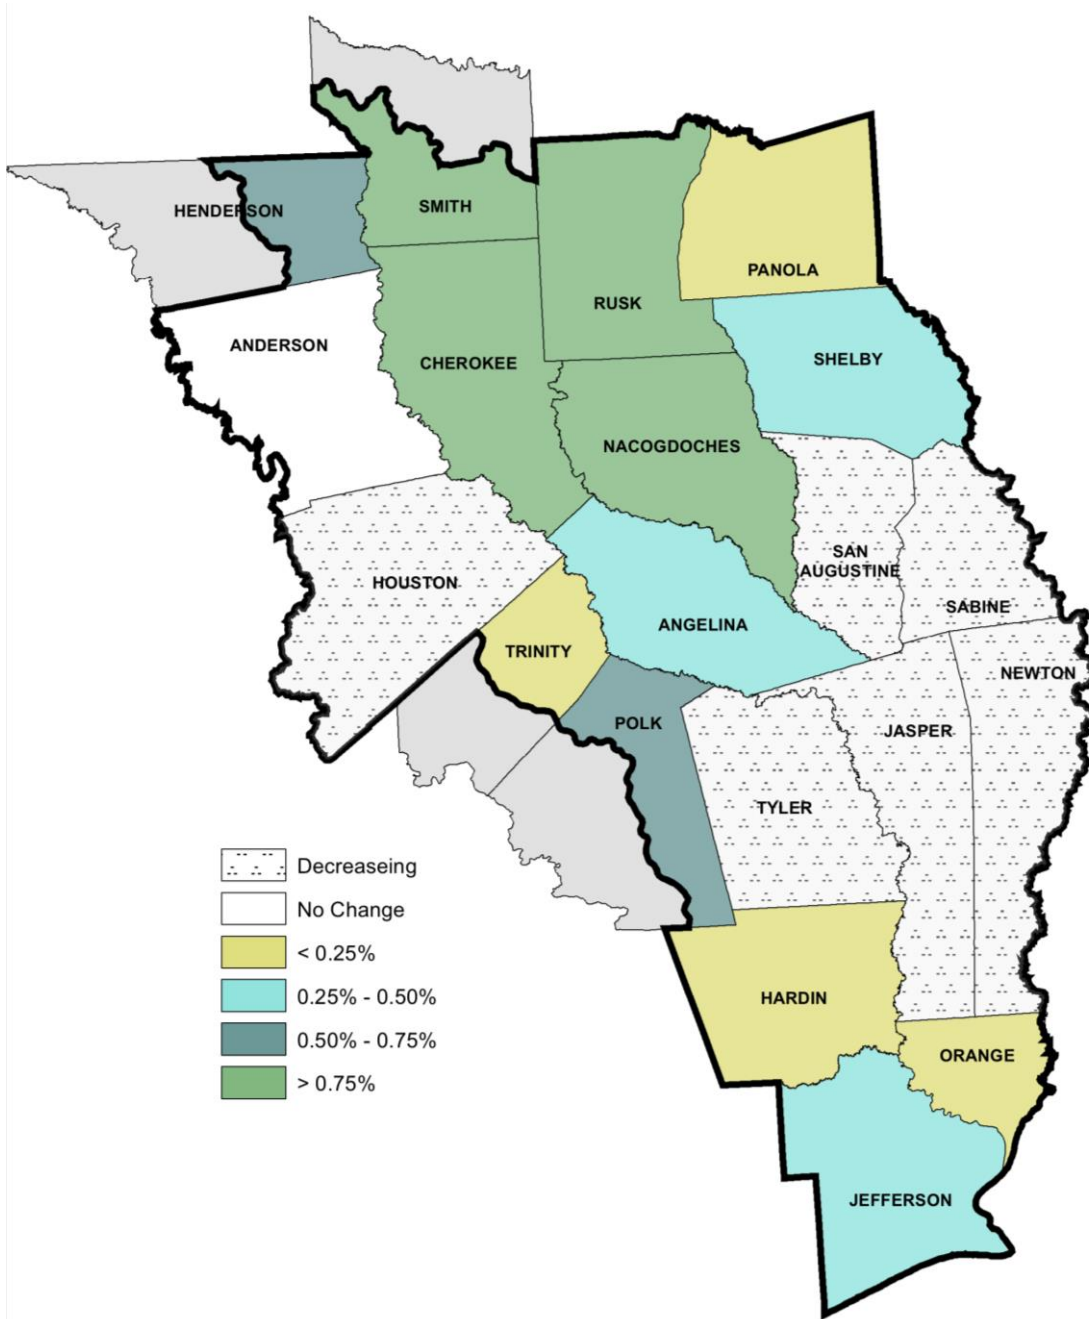 SMITH
HENDERSON
PANOLA
RUSK
ANDERSON
SHELBY
CHEROKEE
NACOGDOCHES
SAN
AUGUSTINE
HOUSTON
SABINE
ANGELINA
TRINITY
NEWTON
POLK
JASPER
TYLER
Decreaseing
No Change
< 0.25%
0.25% - 0.50%
0.50% - 0.75%
> 0.75%
HARDIN
ORANGE
JEFFERSON